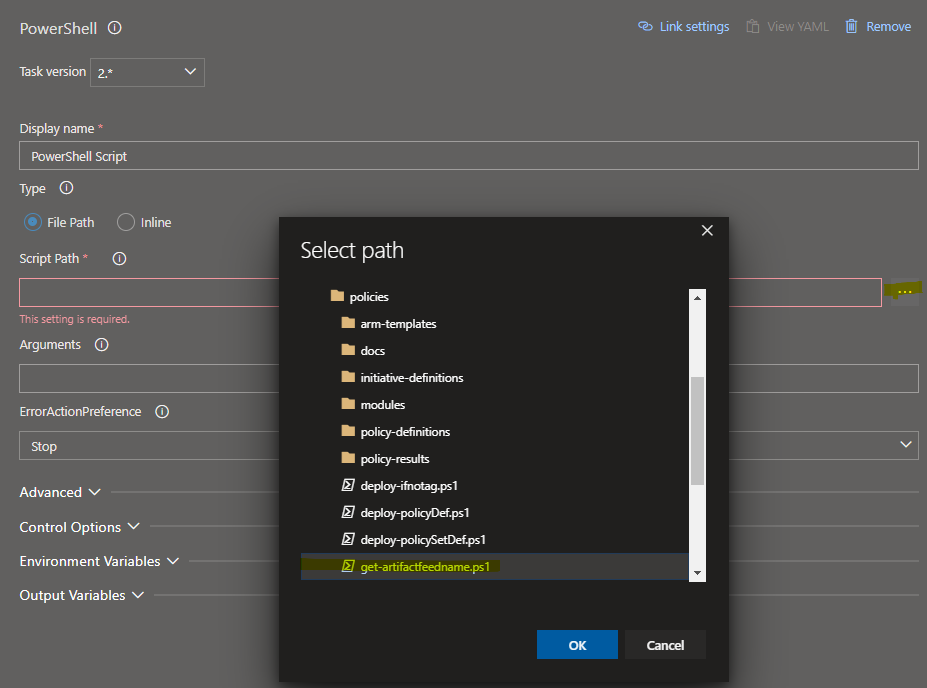 PowerShell
Link settings View YAML Remove
Task version 2.*
Display name *
PowerShell Script
Type
File Path Inline
Script Path *
...
This setting is required.
Arguments
ErrorActionPreference
Stop
Advanced
Control Options
Environment Variables
Output Variables
Select path
policies
arm-templates
docs
initiative-definitions
modules
policy-definitions
policy-results
deploy-ifnotag.ps1
deploy-policyDef.ps1
deploy-policySetDef.ps1
get-artifactfeedname.ps1
OK Cancel